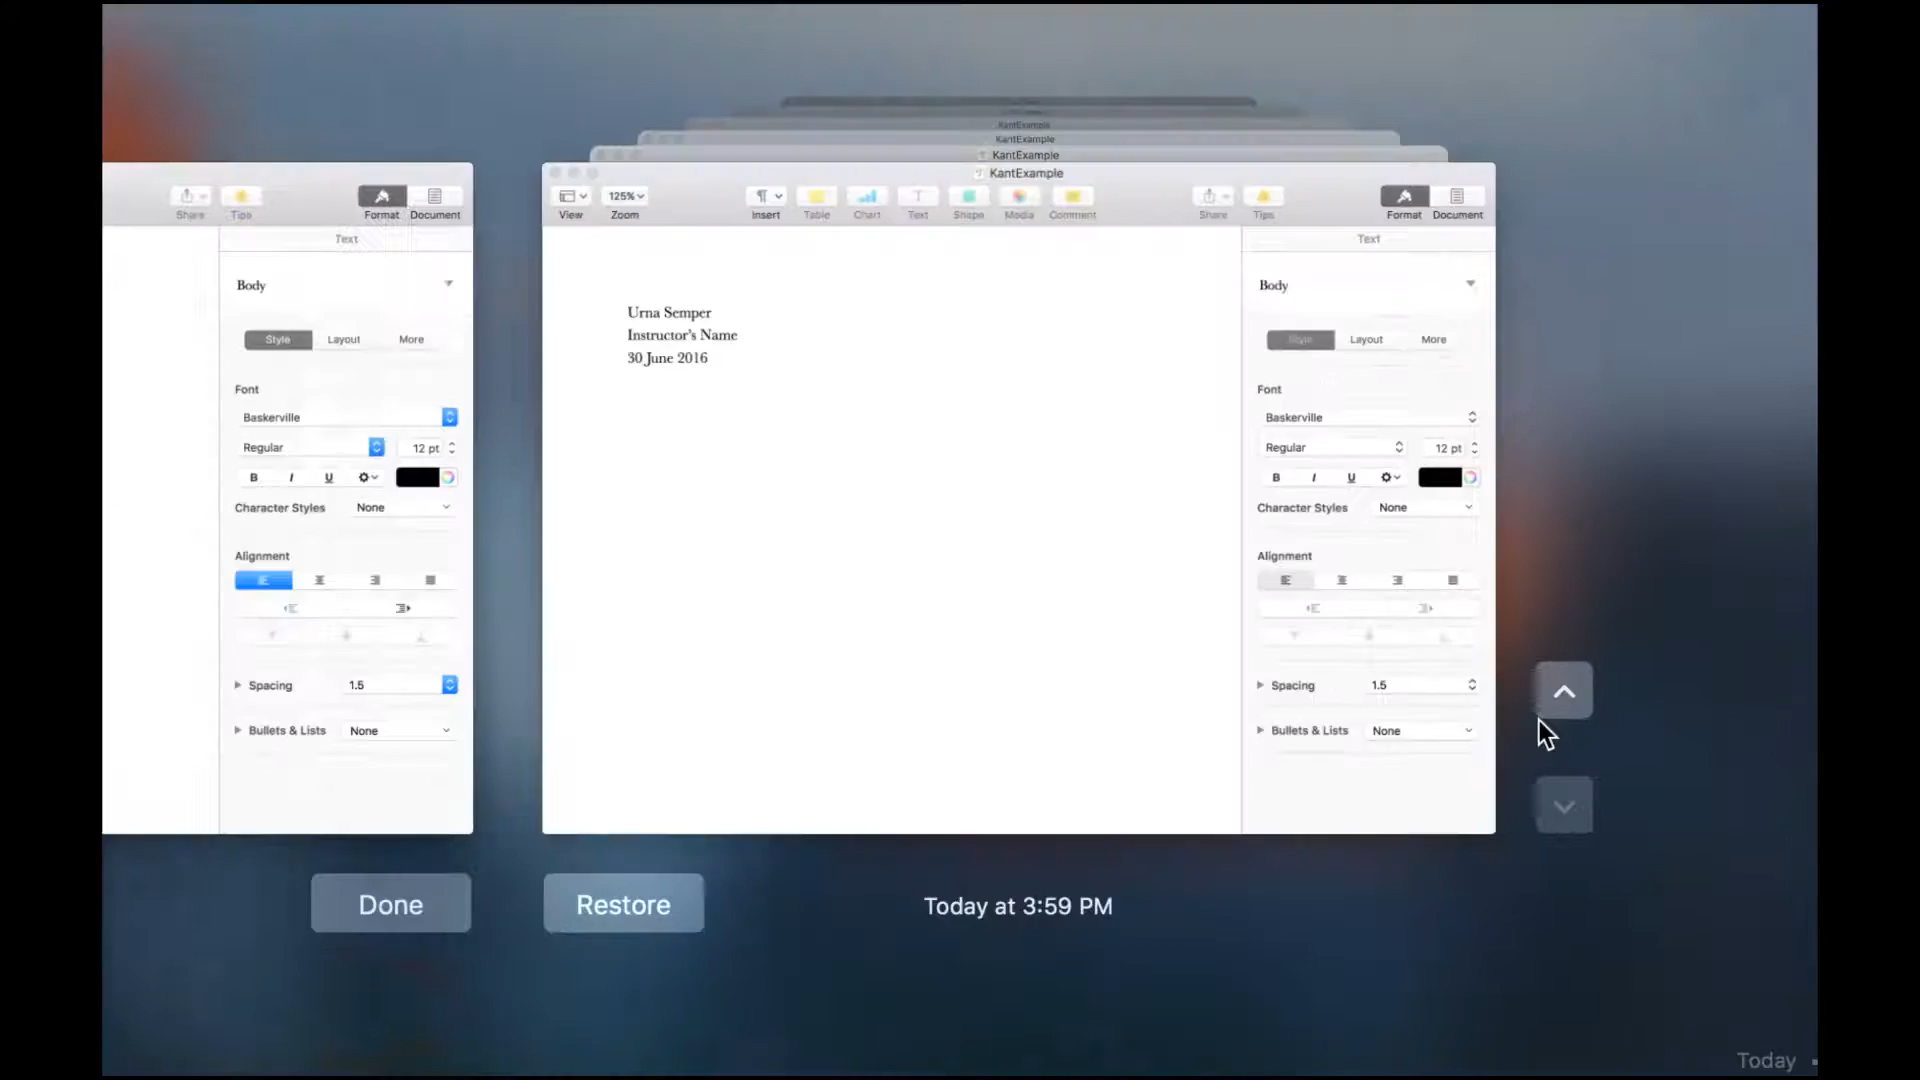 KantExample
KantExample
KantExample
KantExample
Share
Tips
Format
Document
Text
Body
Style
Layout
More
Font
Baskerville
Regular
12 pt
B I U
Character Styles
None
Alignment
Spacing
1.5
Bullets & Lists
None
View
125%
Zoom
Insert
Table
Chart
Text
Shape
Media
Comment
Share
Tips
Format
Document
Urna Semper
Instructor's Name
30 June 2016
Text
Body
Style
Layout
More
Font
Baskerville
Regular
12 pt
B I U
Character Styles
None
Alignment
Spacing
1.5
Bullets & Lists
None
Done
Restore
Today at 3:59 PM
Today